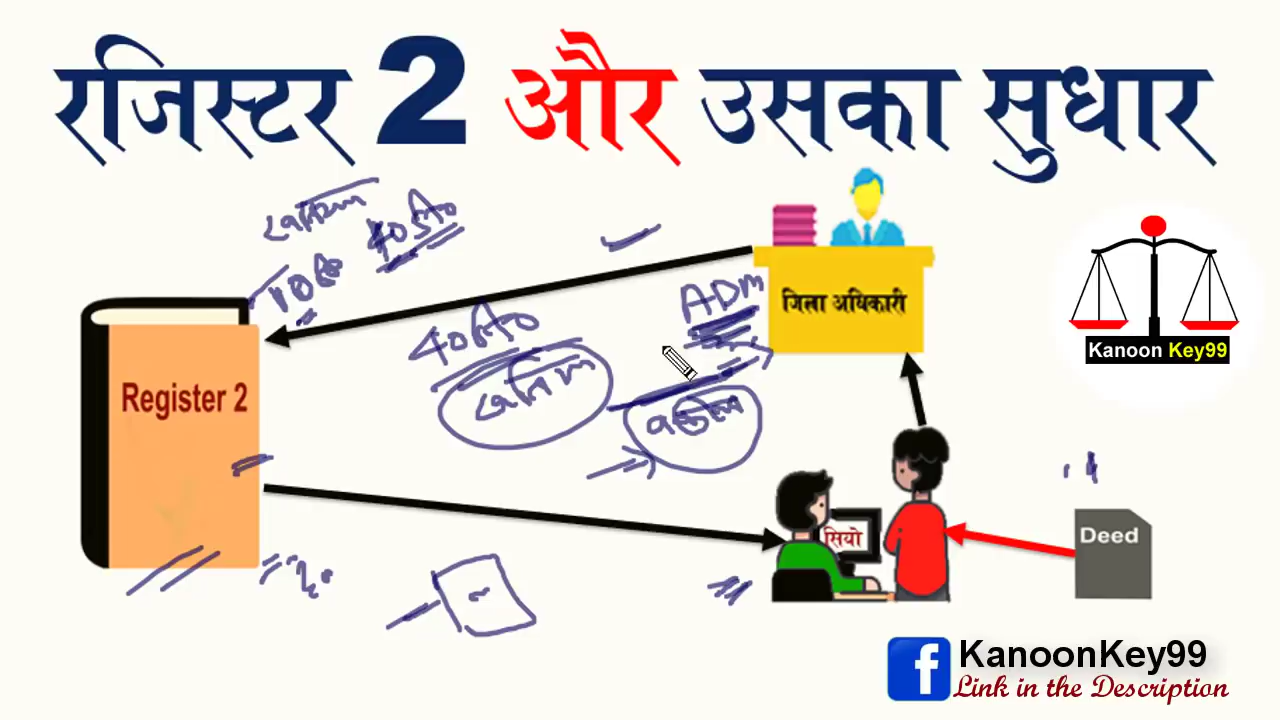 रजिस्टर 2 और उसका सुधार
ADM
जिला अधिकारी
Kanoon Key99
Register 2
सियो
Deed
f KanoonKey99
Link in the Description